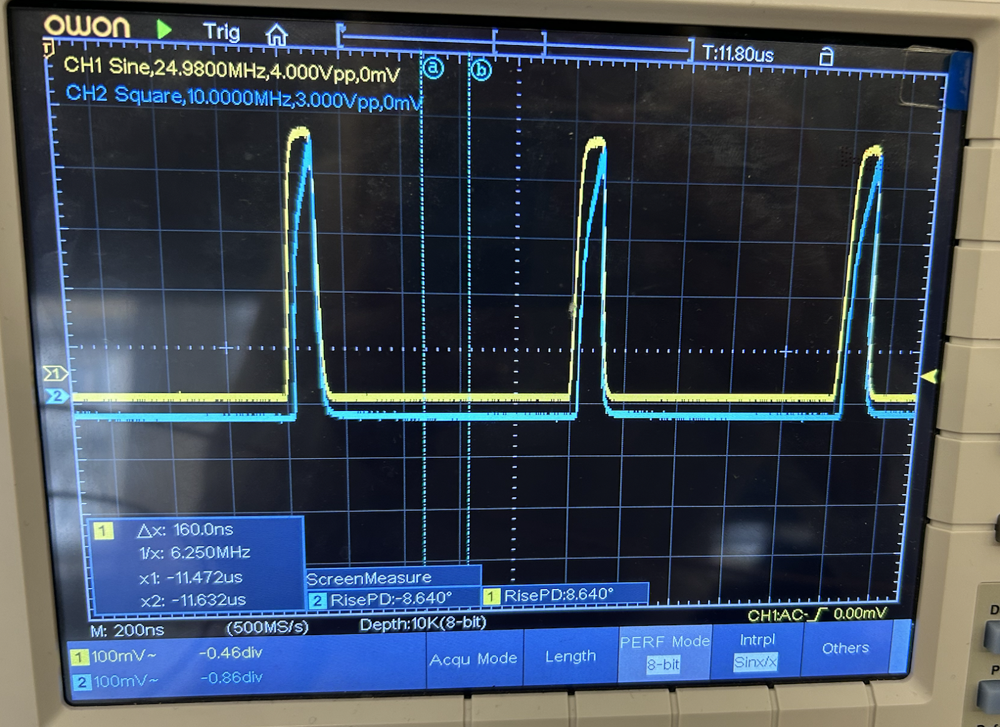 owon Trig T:11.80us
T
CH1 Sine,24.9800MHz,4.000Vpp,0mV
CH2 Square,10.0000MHz,3.000Vpp,0mV
a b
1
2
1 Δx: 160.0ns
1/x: 6.250MHz
x1: -11.472us
x2: -11.632us
ScreenMeasure
2 RisePD:-8.640° 1 RisePD:8.640°
M: 200ns (500MS/s) Depth:10K(8-bit) CH1:AC- 0.00mV
1 100mV~ -0.46div
2 100mV~ -0.86div
Acqu Mode
Length
PERF Mode
8-bit
Intrpl
Sinx/x
Others
D
P